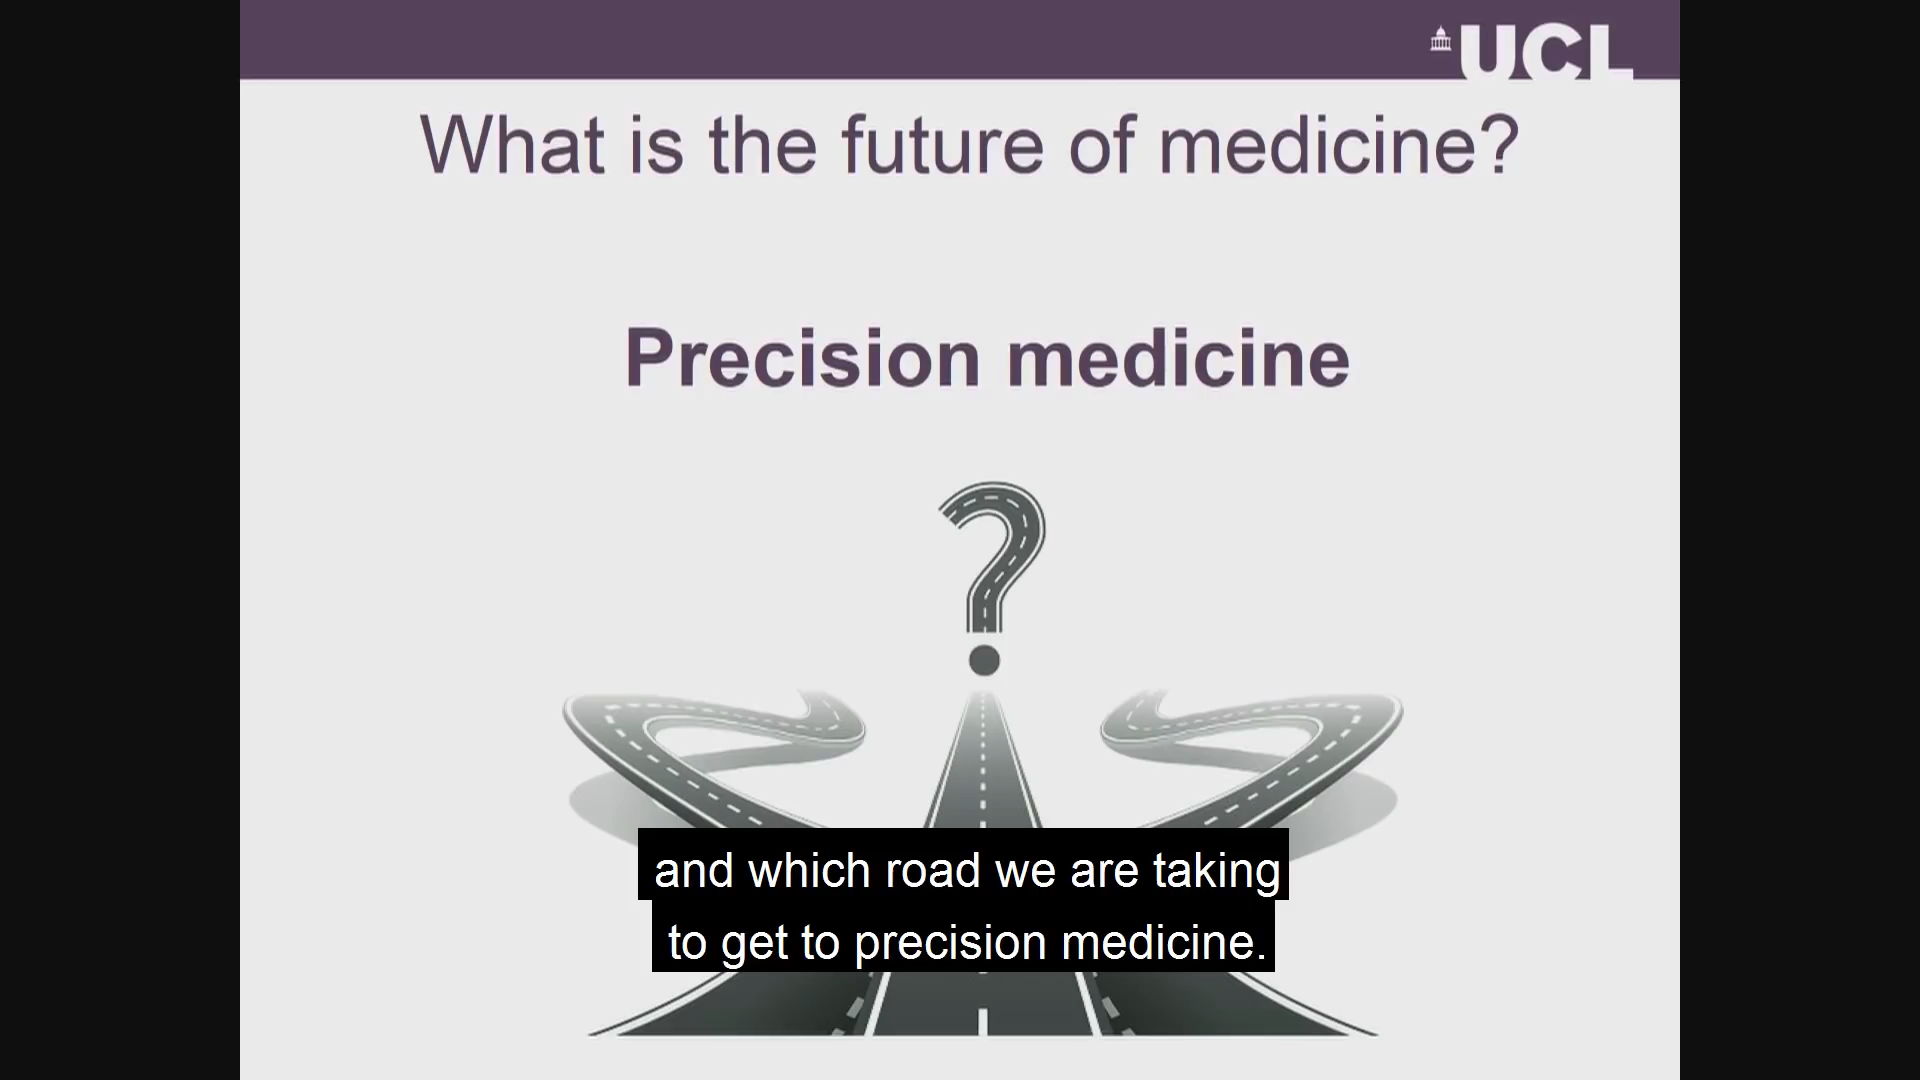 UCL
What is the future of medicine?
Precision medicine
?
and which road we are taking
to get to precision medicine.